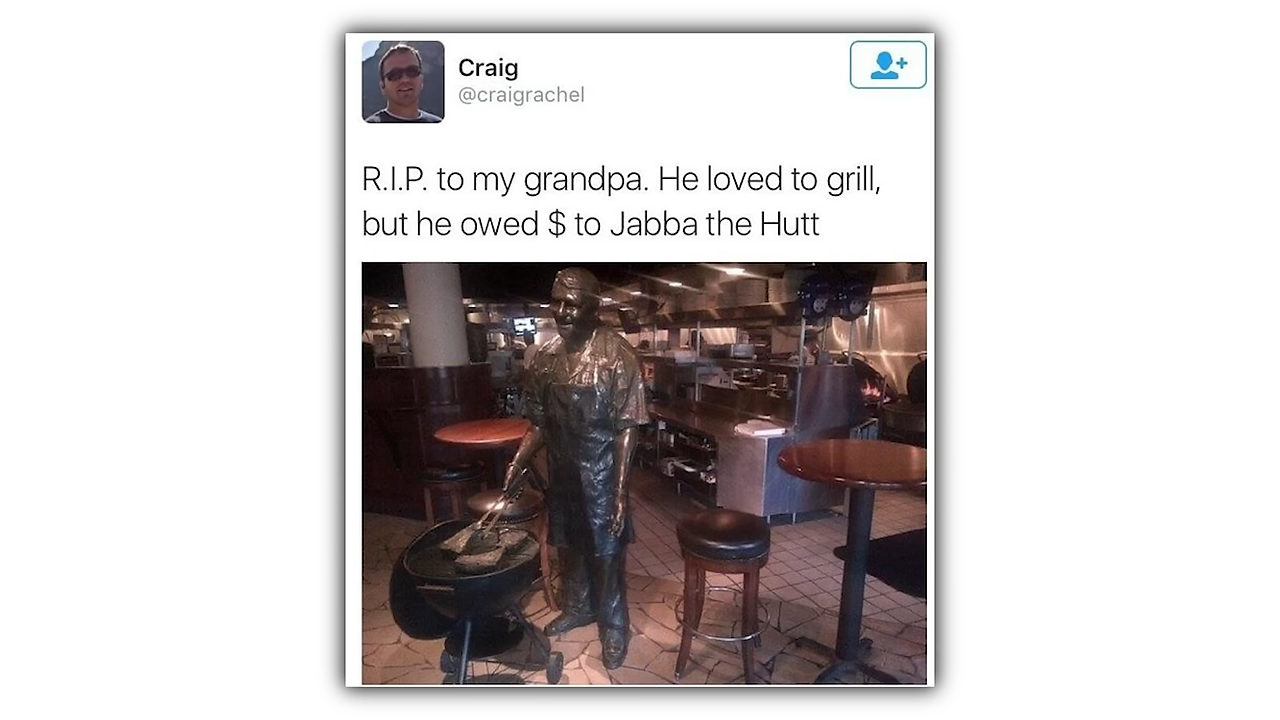 Craig
@craigrachel
R.I.P. to my grandpa. He loved to grill,
but he owed $ to Jabba the Hutt